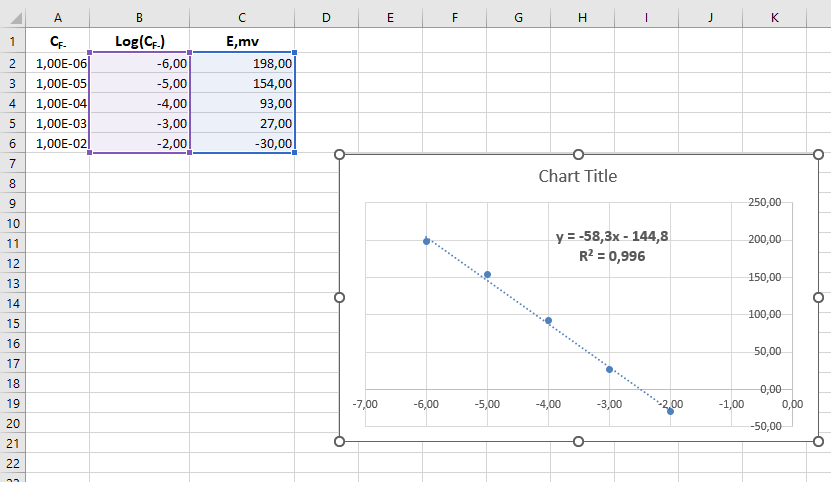 A B C D E F G H I J K
1 C_F- Log(C_F-) E,mv
2 1,00E-06 -6,00 198,00
3 1,00E-05 -5,00 154,00
4 1,00E-04 -4,00 93,00
5 1,00E-03 -3,00 27,00
6 1,00E-02 -2,00 -30,00
7
8
9
10
11
12
13
14
15
16
17
18
19
20
21
22
Chart Title
250,00
y = -58,3x - 144,8
200,00
R² = 0,996
150,00
100,00
50,00
0,00
-7,00 -6,00 -5,00 -4,00 -3,00 -2,00 -1,00 0,00
-50,00